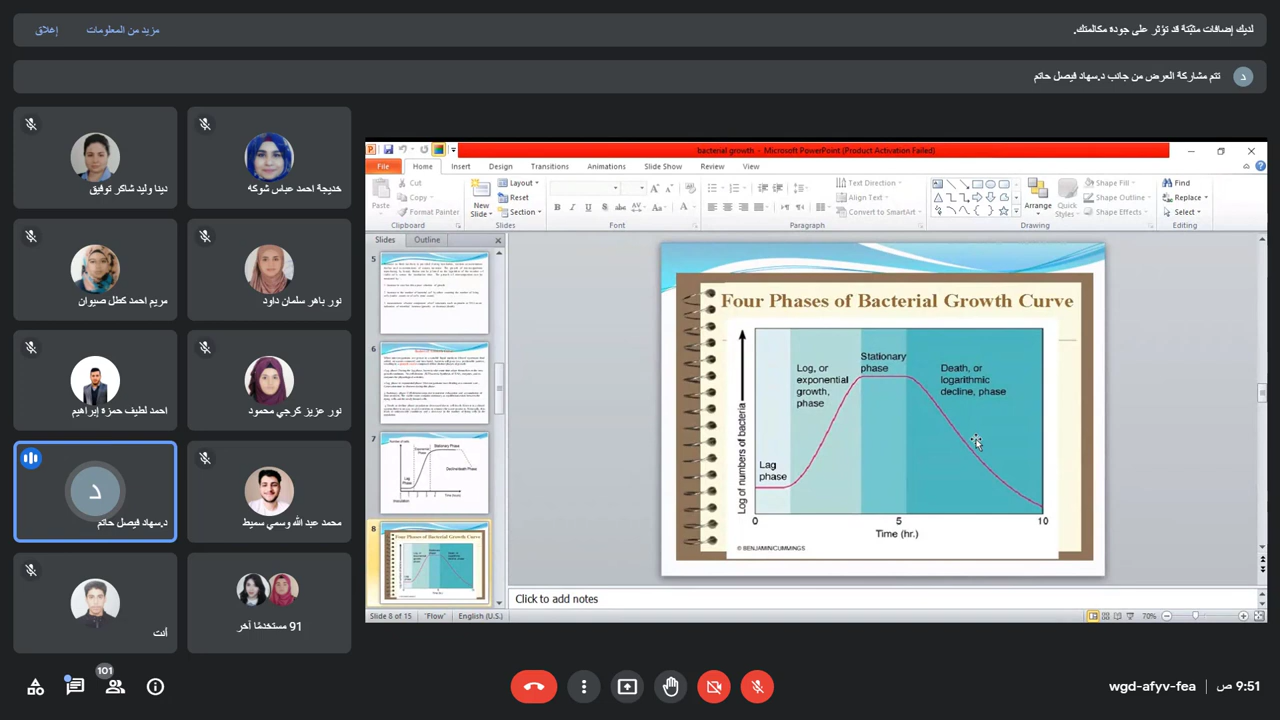 لديك إضافات مثبّتة قد تؤثر على جودة مكالمتك.
مزيد من المعلومات
إغلاق
تتم مشاركة العرض من جانب د.سهاد فيصل حاتم
د
دينا وليد شاكر توفيق
خديجة احمد عباس شوكه
مريم احمد كفيل صيوان
نور باهر سلمان داود
احمد لطيف حمزه إبراهيم
نور عزيز كرجي محمود
د
د.سهاد فيصل حاتم
محمد عبد الله وسمي سميط
أنت
91 مستخدمًا آخر
bacterial growth - Microsoft PowerPoint (Product Activation Failed)
File Home Insert Design Transitions Animations Slide Show Review View
Paste
Cut
Copy
Format Painter
Clipboard
New Slide
Layout
Reset
Section
Slides
Font
Text Direction
Align Text
Convert to SmartArt
Paragraph
Arrange
Quick Styles
Shape Fill
Shape Outline
Shape Effects
Drawing
Find
Replace
Select
Editing
Slides Outline
5
6
7
8
Four Phases of Bacterial Growth Curve
Log of numbers of bacteria
Lag
phase
Log, or
exponential
growth,
phase
Stationary
phase
Death, or
logarithmic
decline, phase
0 5 10
Time (hr.)
© BENJAMIN/CUMMINGS
Click to add notes
Slide 8 of 15 "Flow" English (U.S.)
70%
101
wgd-afyv-fea
9:51 ص